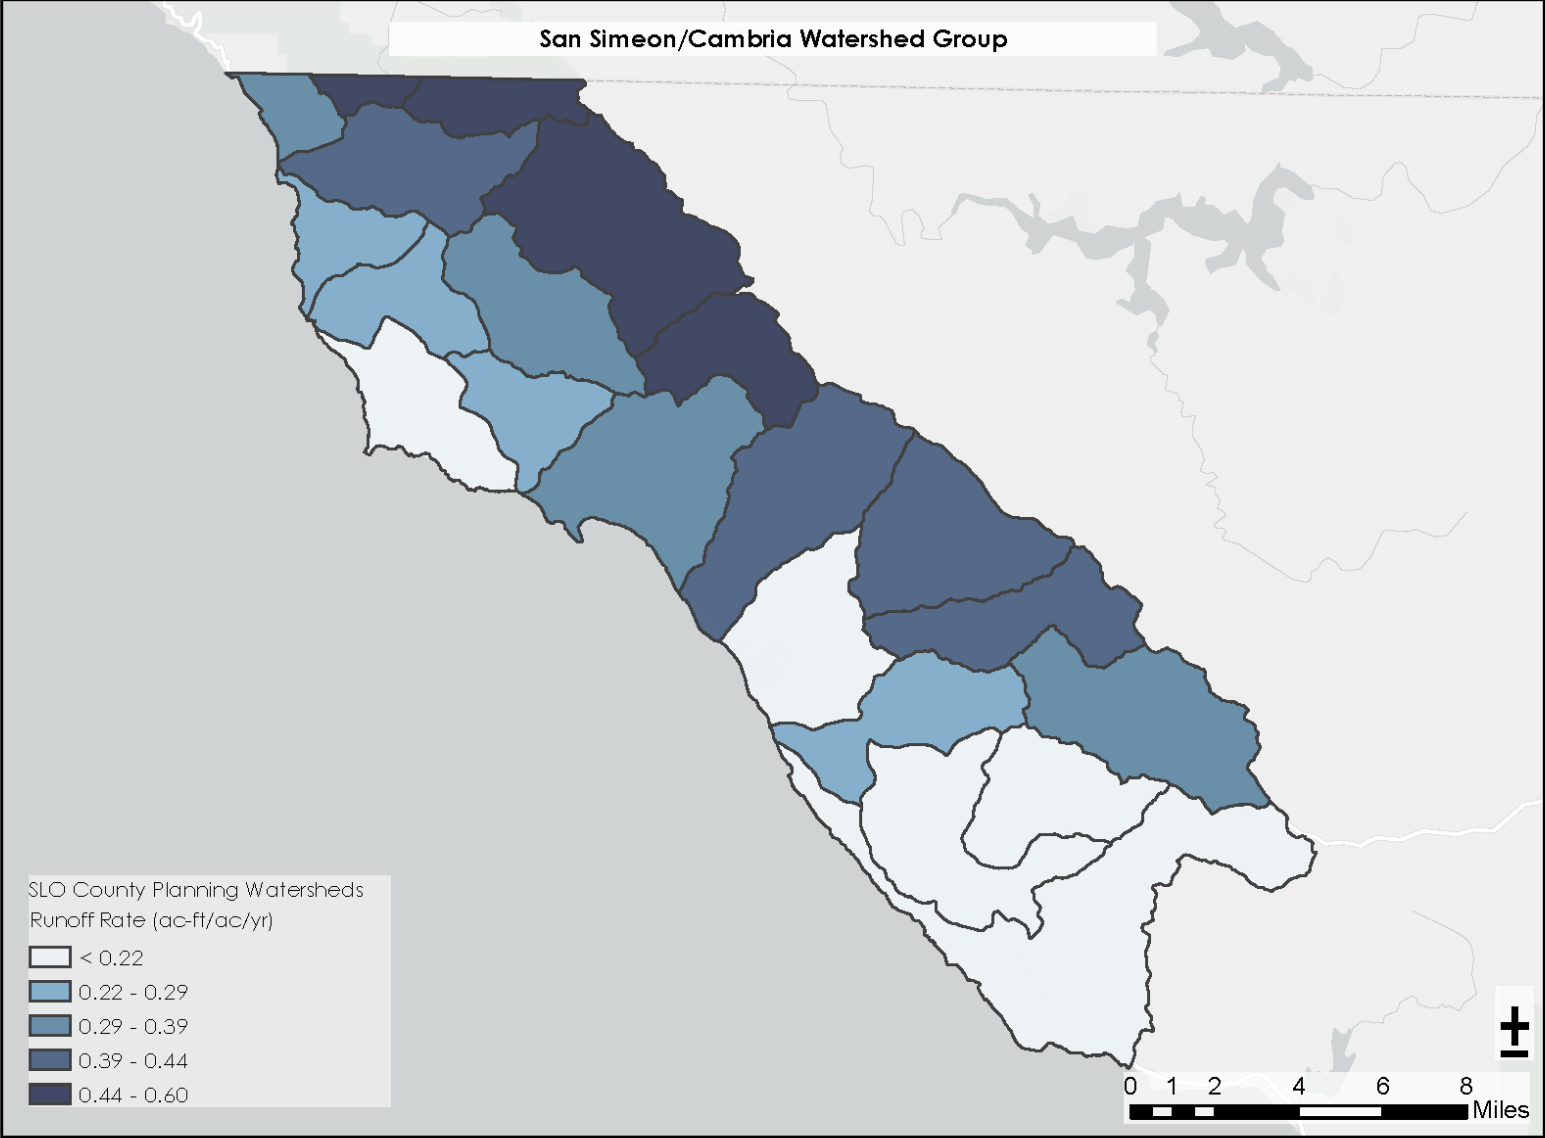 San Simeon/Cambria Watershed Group
SLO County Planning Watersheds
Runoff Rate (ac-ft/ac/yr)
< 0.22
0.22 - 0.29
0.29 - 0.39
0.39 - 0.44
0.44 - 0.60
0 1 2 4 6 8
Miles